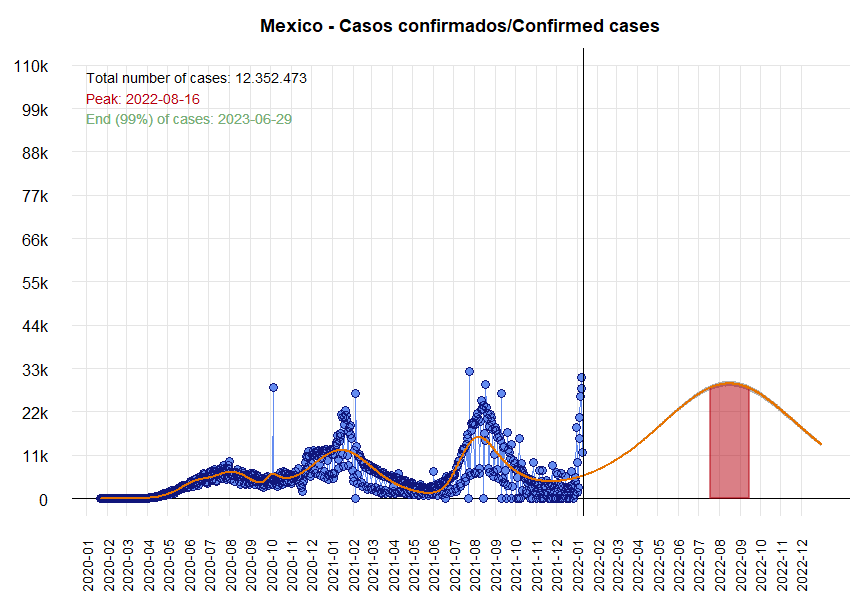 Mexico - Casos confirmados/Confirmed cases
Total number of cases: 12.352.473
Peak: 2022-08-16
End (99%) of cases: 2023-06-29
110k
99k
88k
77k
66k
55k
44k
33k
22k
11k
0
2020-01
2020-02
2020-03
2020-04
2020-05
2020-06
2020-07
2020-08
2020-09
2020-10
2020-11
2020-12
2021-01
2021-02
2021-03
2021-04
2021-05
2021-06
2021-07
2021-08
2021-09
2021-10
2021-11
2021-12
2022-01
2022-02
2022-03
2022-04
2022-05
2022-06
2022-07
2022-08
2022-09
2022-10
2022-11
2022-12